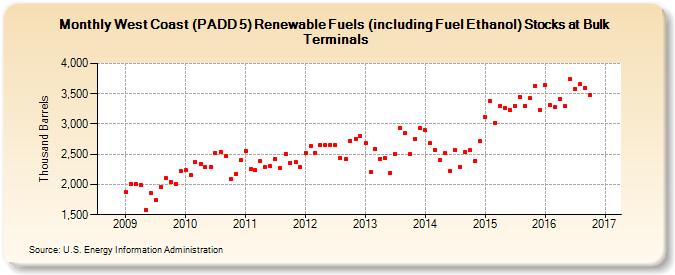 Monthly West Coast (PADD 5) Renewable Fuels (including Fuel Ethanol) Stocks at Bulk
Terminals
Thousand Barrels
4,000
3,500
3,000
2,500
2,000
1,500
2009 2010 2011 2012 2013 2014 2015 2016 2017
Source: U.S. Energy Information Administration